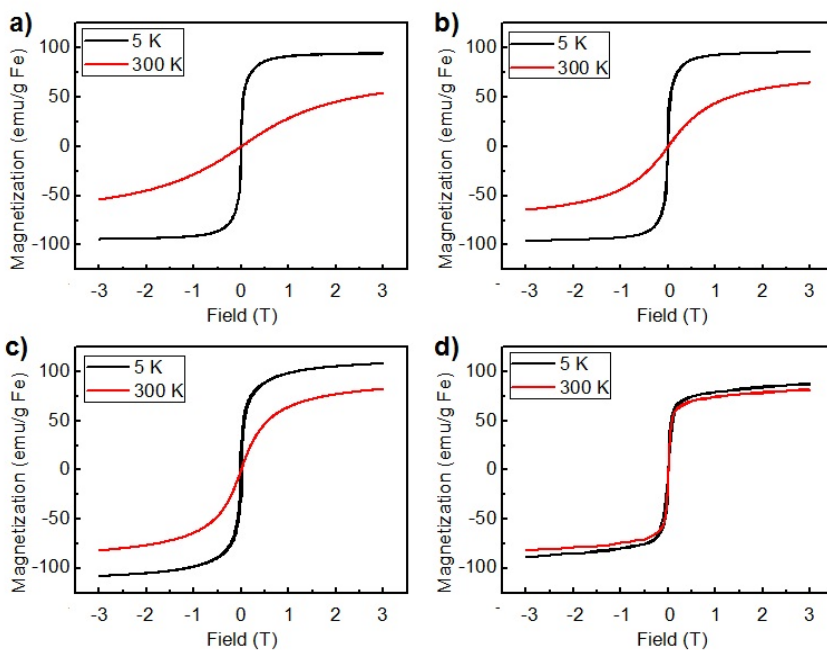 a)
5 K
300 K
Magnetization (emu/g Fe)
100
50
0
-50
-100
-3 -2 -1 0 1 2 3
Field (T)
b)
5 K
300 K
Magnetization (emu/g Fe)
100
50
0
-50
-100
-3 -2 -1 0 1 2 3
Field (T)
c)
5 K
300 K
Magnetization (emu/g Fe)
100
50
0
-50
-100
-3 -2 -1 0 1 2 3
Field (T)
d)
5 K
300 K
Magnetization (emu/g Fe)
100
50
0
-50
-100
-3 -2 -1 0 1 2 3
Field (T)